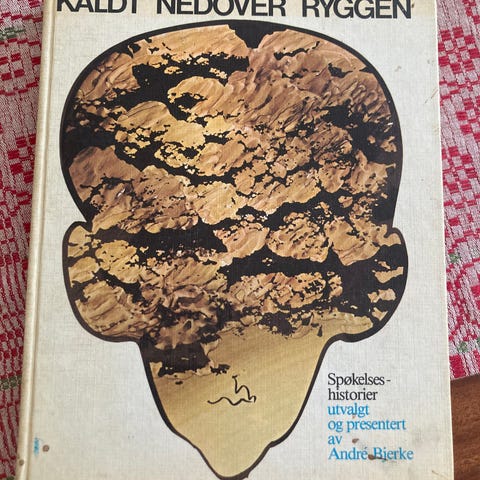 KALDT NEDOVER RYGGEN
Spøkelses-
historier
utvalgt
og presentert
av
André Bjerke